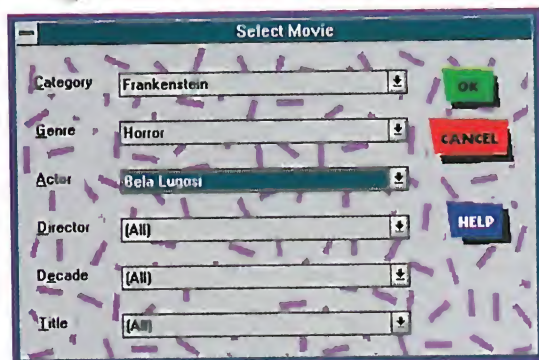 Select Movie
Category Frankenstein OK
Genre Horror CANCEL
Actor Bela Lugosi
Director (All) HELP
Decade (All)
Title (All)